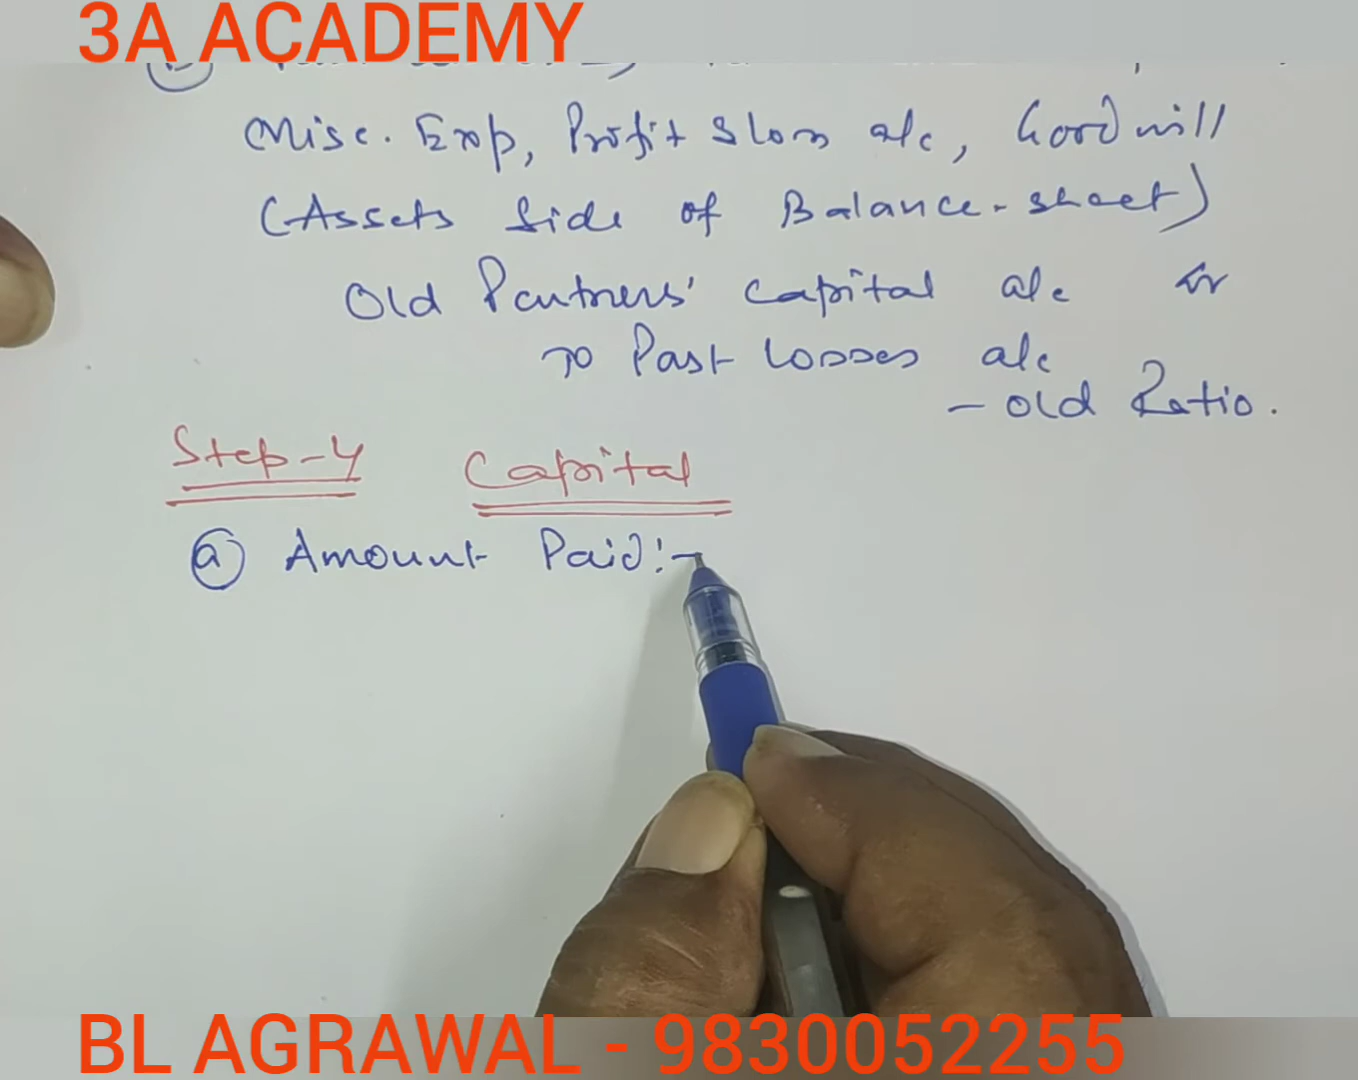 3A ACADEMY
Misc. Exp, Profit & Loss a/c, Goodwill
(Assets side of Balance-sheet)
Old Partners' Capital a/c Dr
To Past Losses a/c
- Old Ratio.
Step-4 Capital
(a) Amount Paid:-
BL AGRAWAL - 9830052255